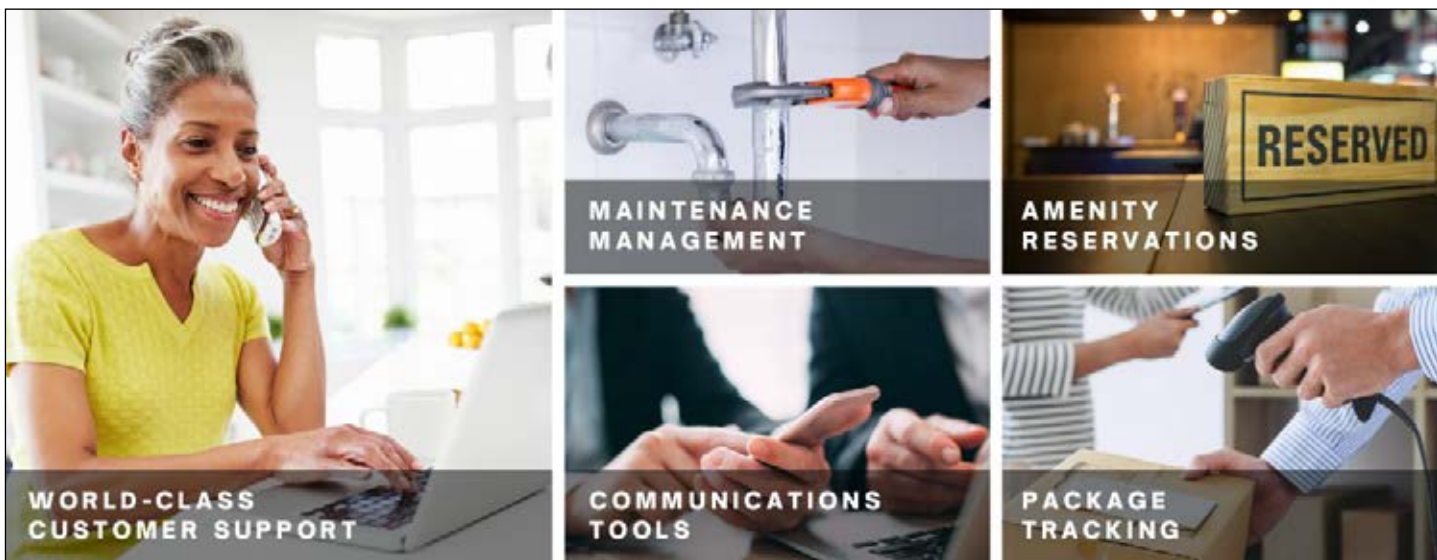 WORLD-CLASS
CUSTOMER SUPPORT
MAINTENANCE
MANAGEMENT
RESERVED
AMENITY
RESERVATIONS
COMMUNICATIONS
TOOLS
PACKAGE
TRACKING